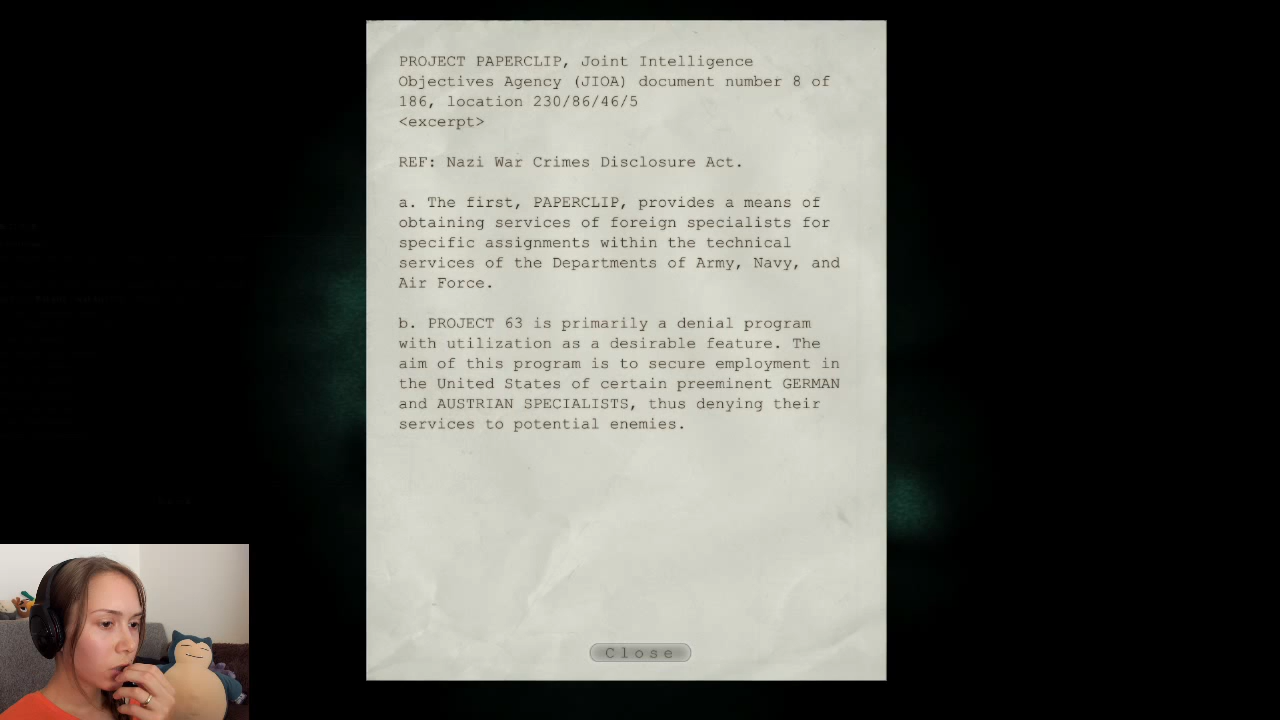 PROJECT PAPERCLIP, Joint Intelligence
Objectives Agency (JIOA) document number 8 of
186, location 230/86/46/5
<excerpt>
REF: Nazi War Crimes Disclosure Act.
a. The first, PAPERCLIP, provides a means of
obtaining services of foreign specialists for
specific assignments within the technical
services of the Departments of Army, Navy, and
Air Force.
b. PROJECT 63 is primarily a denial program
with utilization as a desirable feature. The
aim of this program is to secure employment in
the United States of certain preeminent GERMAN
and AUSTRIAN SPECIALISTS, thus denying their
services to potential enemies.
Close